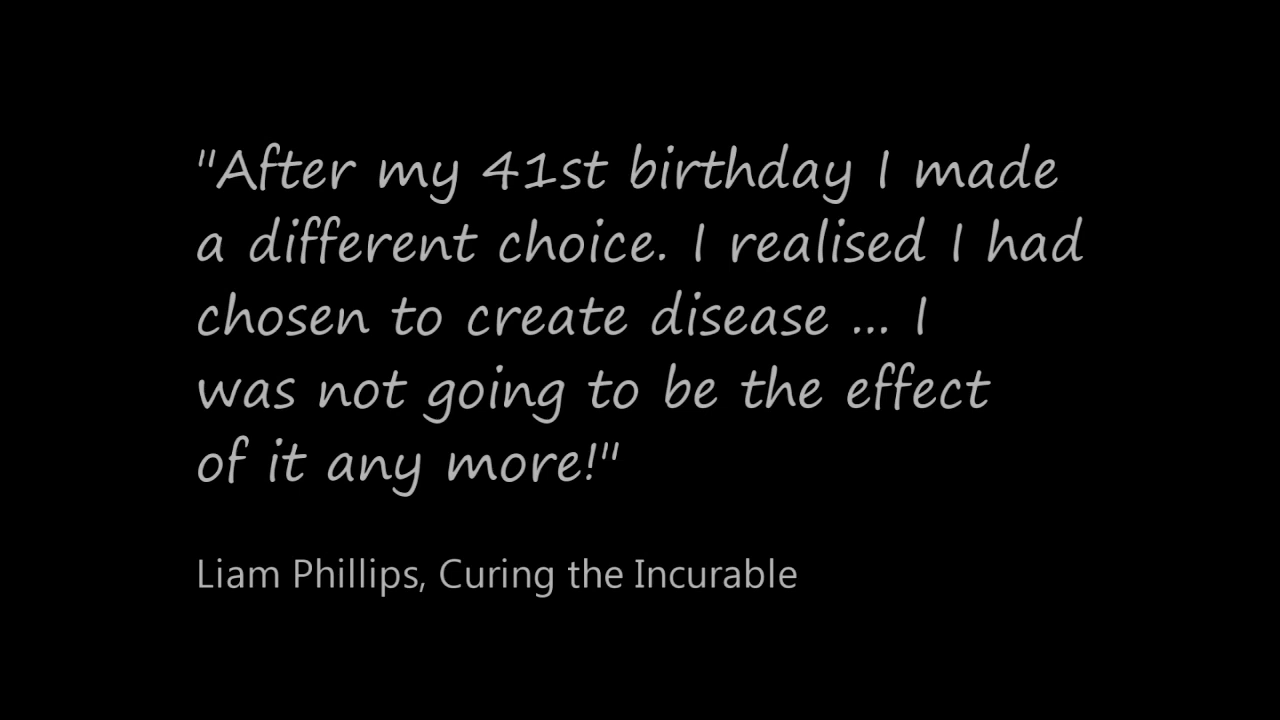 "After my 41st birthday I made
a different choice. I realised I had
chosen to create disease ... I
was not going to be the effect
of it any more!"
Liam Phillips, Curing the Incurable